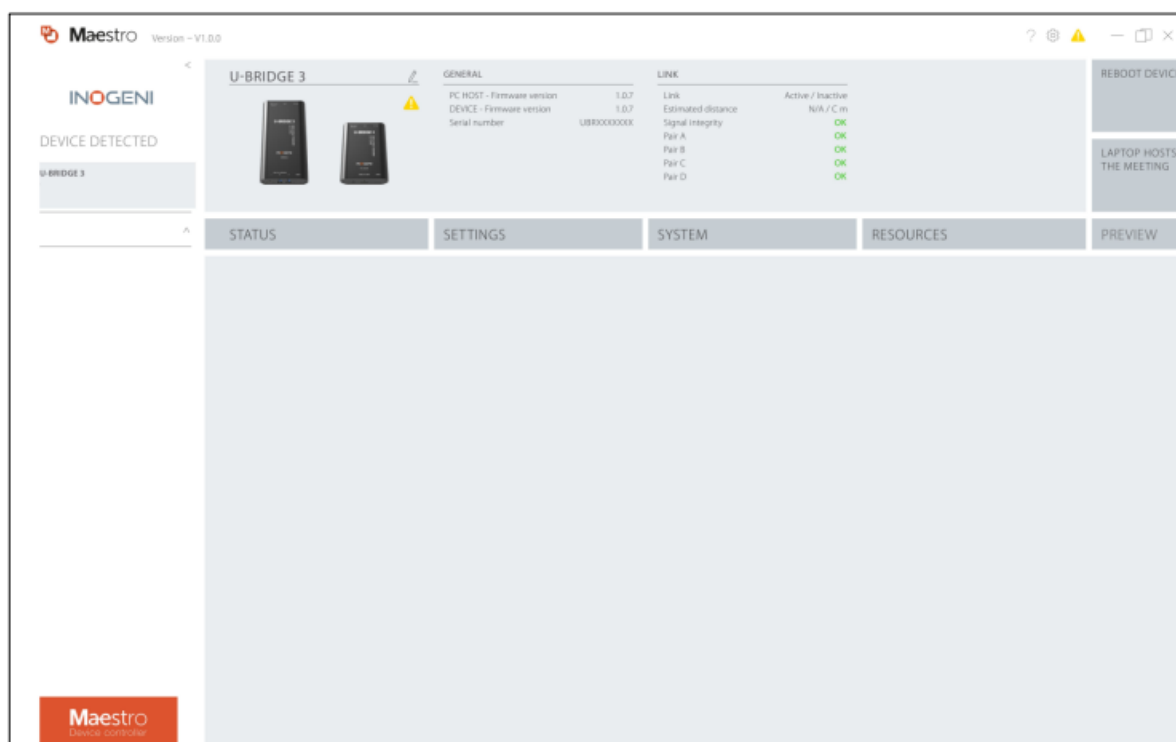 Maestro Version – V1.0.0
INOGENI
DEVICE DETECTED
U-BRIDGE 3
U-BRIDGE 3
GENERAL
PC HOST - Firmware version 1.0.7
DEVICE - Firmware version 1.0.7
Serial number UBRXXXXXXX
LINK
Link Active / Inactive
Estimated distance N/A / C m
Signal integrity OK
Pair A OK
Pair B OK
Pair C OK
Pair D OK
REBOOT DEVIC
LAPTOP HOSTS
THE MEETING
STATUS SETTINGS SYSTEM RESOURCES PREVIEW
Maestro
Device controller